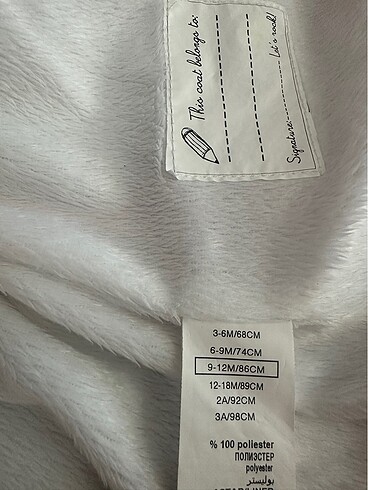 This coat belongs to:
Signature:
Let's rock!
3-6M/68CM
6-9M/74CM
9-12M/86CM
12-18M/89CM
2A/92CM
3A/98CM
% 100 poliester
ПОЛИЭСТЕР
polyester
بوليستر